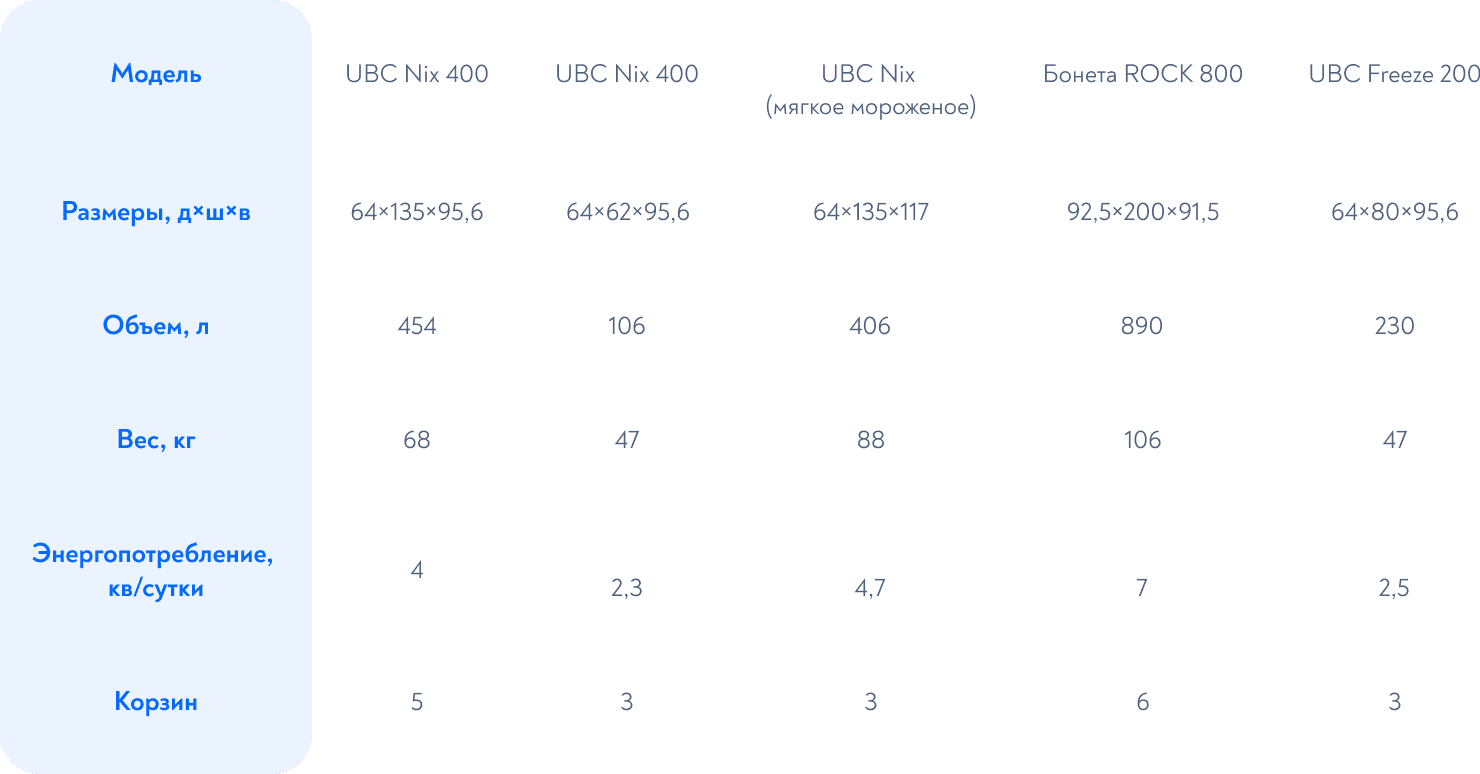 Модель UBC Nix 400 UBC Nix 400 UBC Nix Бонета ROCK 800 UBC Freeze 200
(мягкое мороженое)
Размеры, д×ш×в 64×135×95,6 64×62×95,6 64×135×117 92,5×200×91,5 64×80×95,6
Объем, л 454 106 406 890 230
Вес, кг 68 47 88 106 47
Энергопотребление,
4
кв/сутки 2,3 4,7 7 2,5
Корзин 5 3 3 6 3